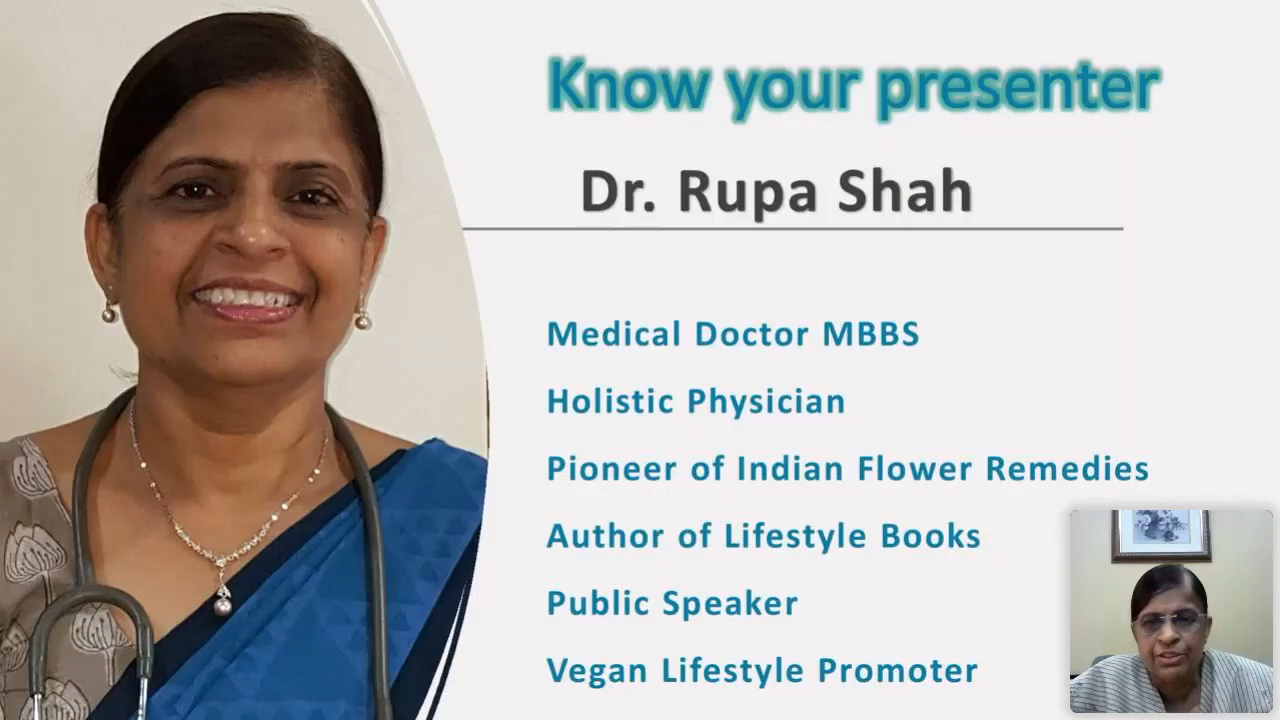 Know your presenter
Dr. Rupa Shah
Medical Doctor MBBS
Holistic Physician
Pioneer of Indian Flower Remedies
Author of Lifestyle Books
Public Speaker
Vegan Lifestyle Promoter